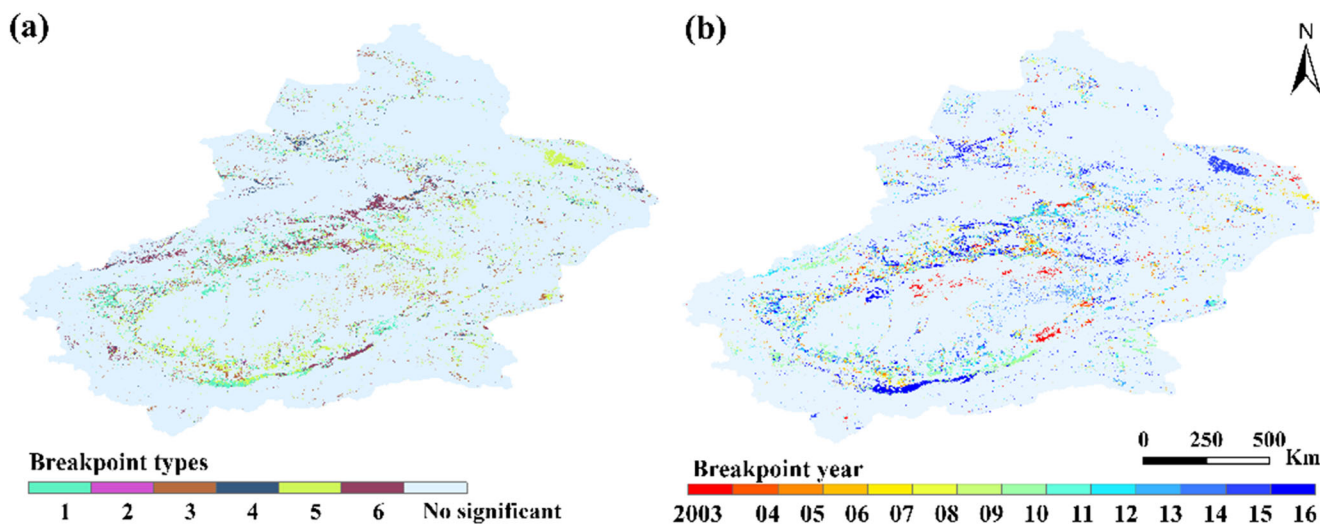 (a)
(b)
N
0 250 500
Km
Breakpoint types
1 2 3 4 5 6 No significant
Breakpoint year
2003 04 05 06 07 08 09 10 11 12 13 14 15 16